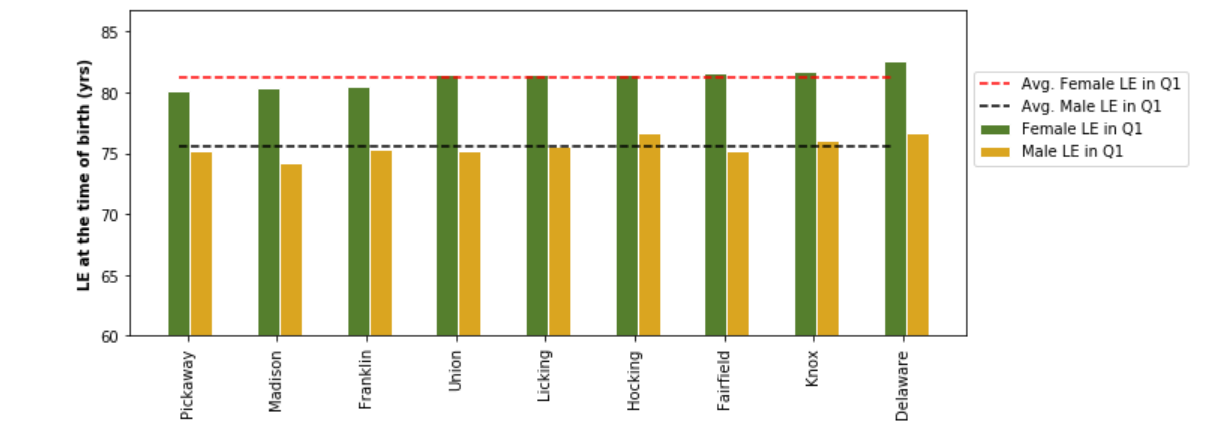 85
80
75
70
65
60
LE at the time of birth (yrs)
Pickaway
Madison
Franklin
Union
Licking
Hocking
Fairfield
Knox
Delaware
Avg. Female LE in Q1
Avg. Male LE in Q1
Female LE in Q1
Male LE in Q1